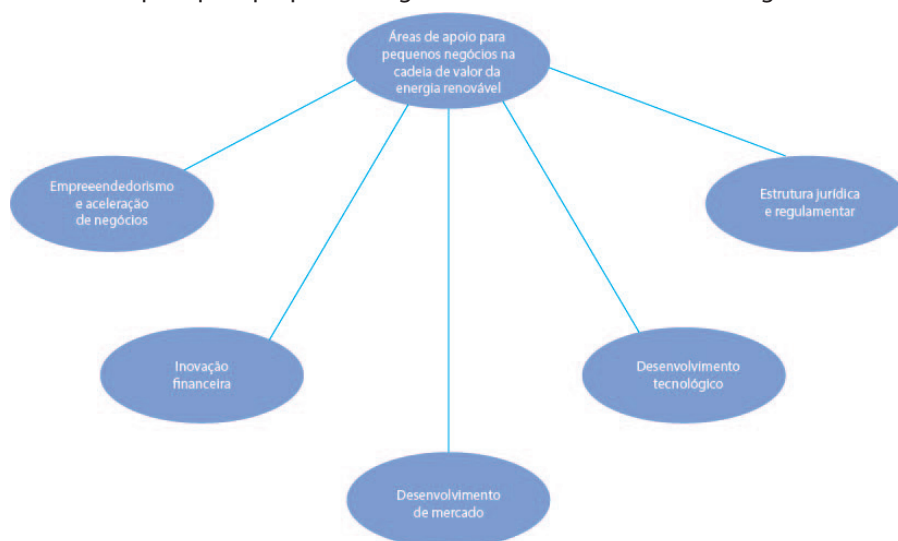 Áreas de apoio para
pequenos negócios na
cadeia de valor da
energia renovável
Empreeendedorismo
e aceleração
de negócios
Estrutura jurídica
e regulamentar
Inovação
financeira
Desenvolvimento
tecnológico
Desenvolvimento
de mercado